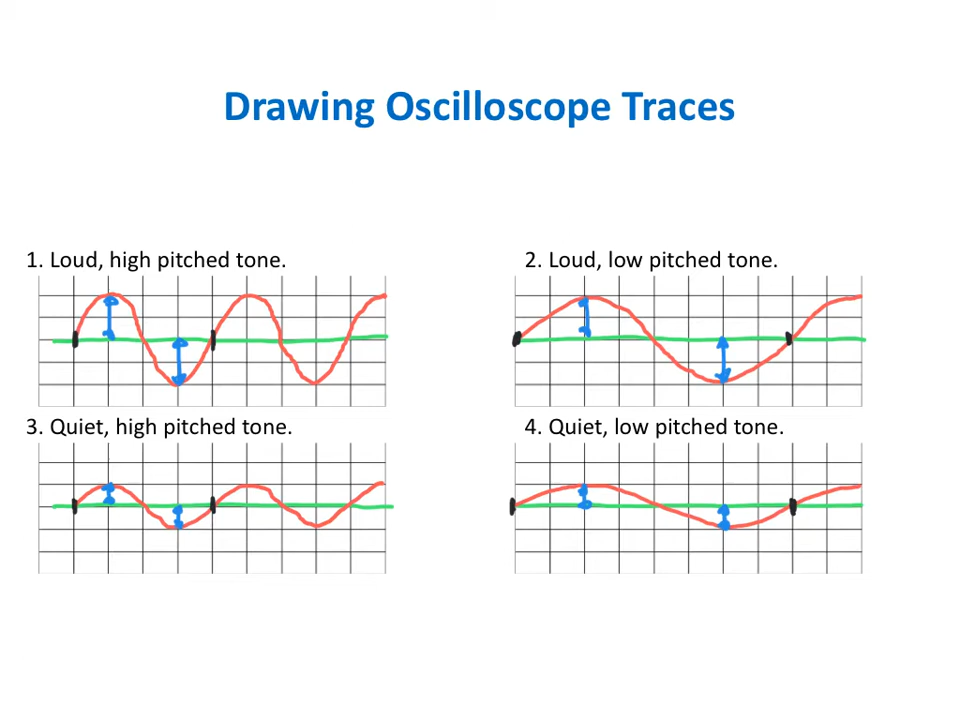 Drawing Oscilloscope Traces
1. Loud, high pitched tone.
2. Loud, low pitched tone.
3. Quiet, high pitched tone.
4. Quiet, low pitched tone.